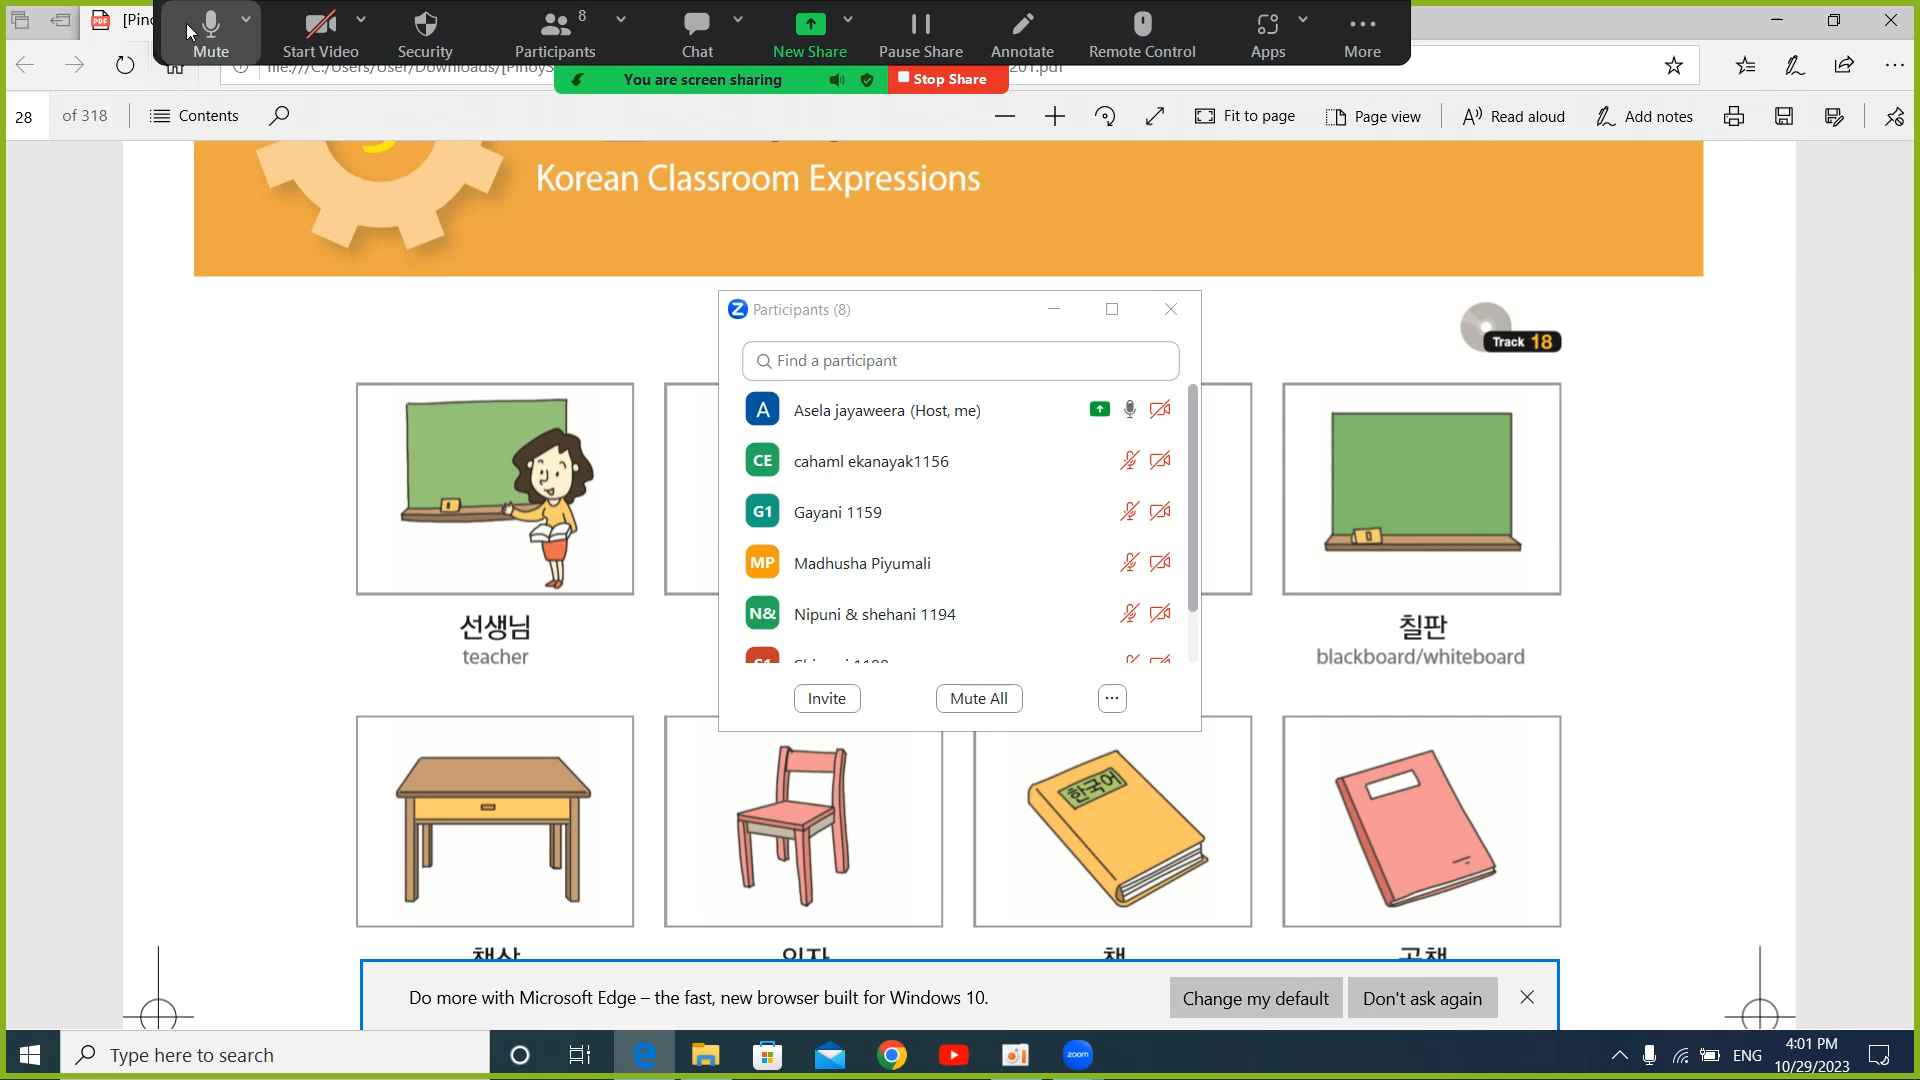 Mute
Start Video
Security
Participants
8
Chat
New Share
Pause Share
Annotate
Remote Control
Apps
More
You are screen sharing
Stop Share
28
of 318
Contents
Fit to page
Page view
Read aloud
Add notes
Korean Classroom Expressions
Track 18
Participants (8)
Find a participant
A
Asela jayaweera (Host, me)
CE
cahaml ekanayak1156
G1
Gayani 1159
MP
Madhusha Piyumali
N&
Nipuni & shehani 1194
Invite
Mute All
선생님
teacher
칠판
blackboard/whiteboard
한국어
Do more with Microsoft Edge – the fast, new browser built for Windows 10.
Change my default
Don't ask again
Type here to search
zoom
ENG
4:01 PM
10/29/2023